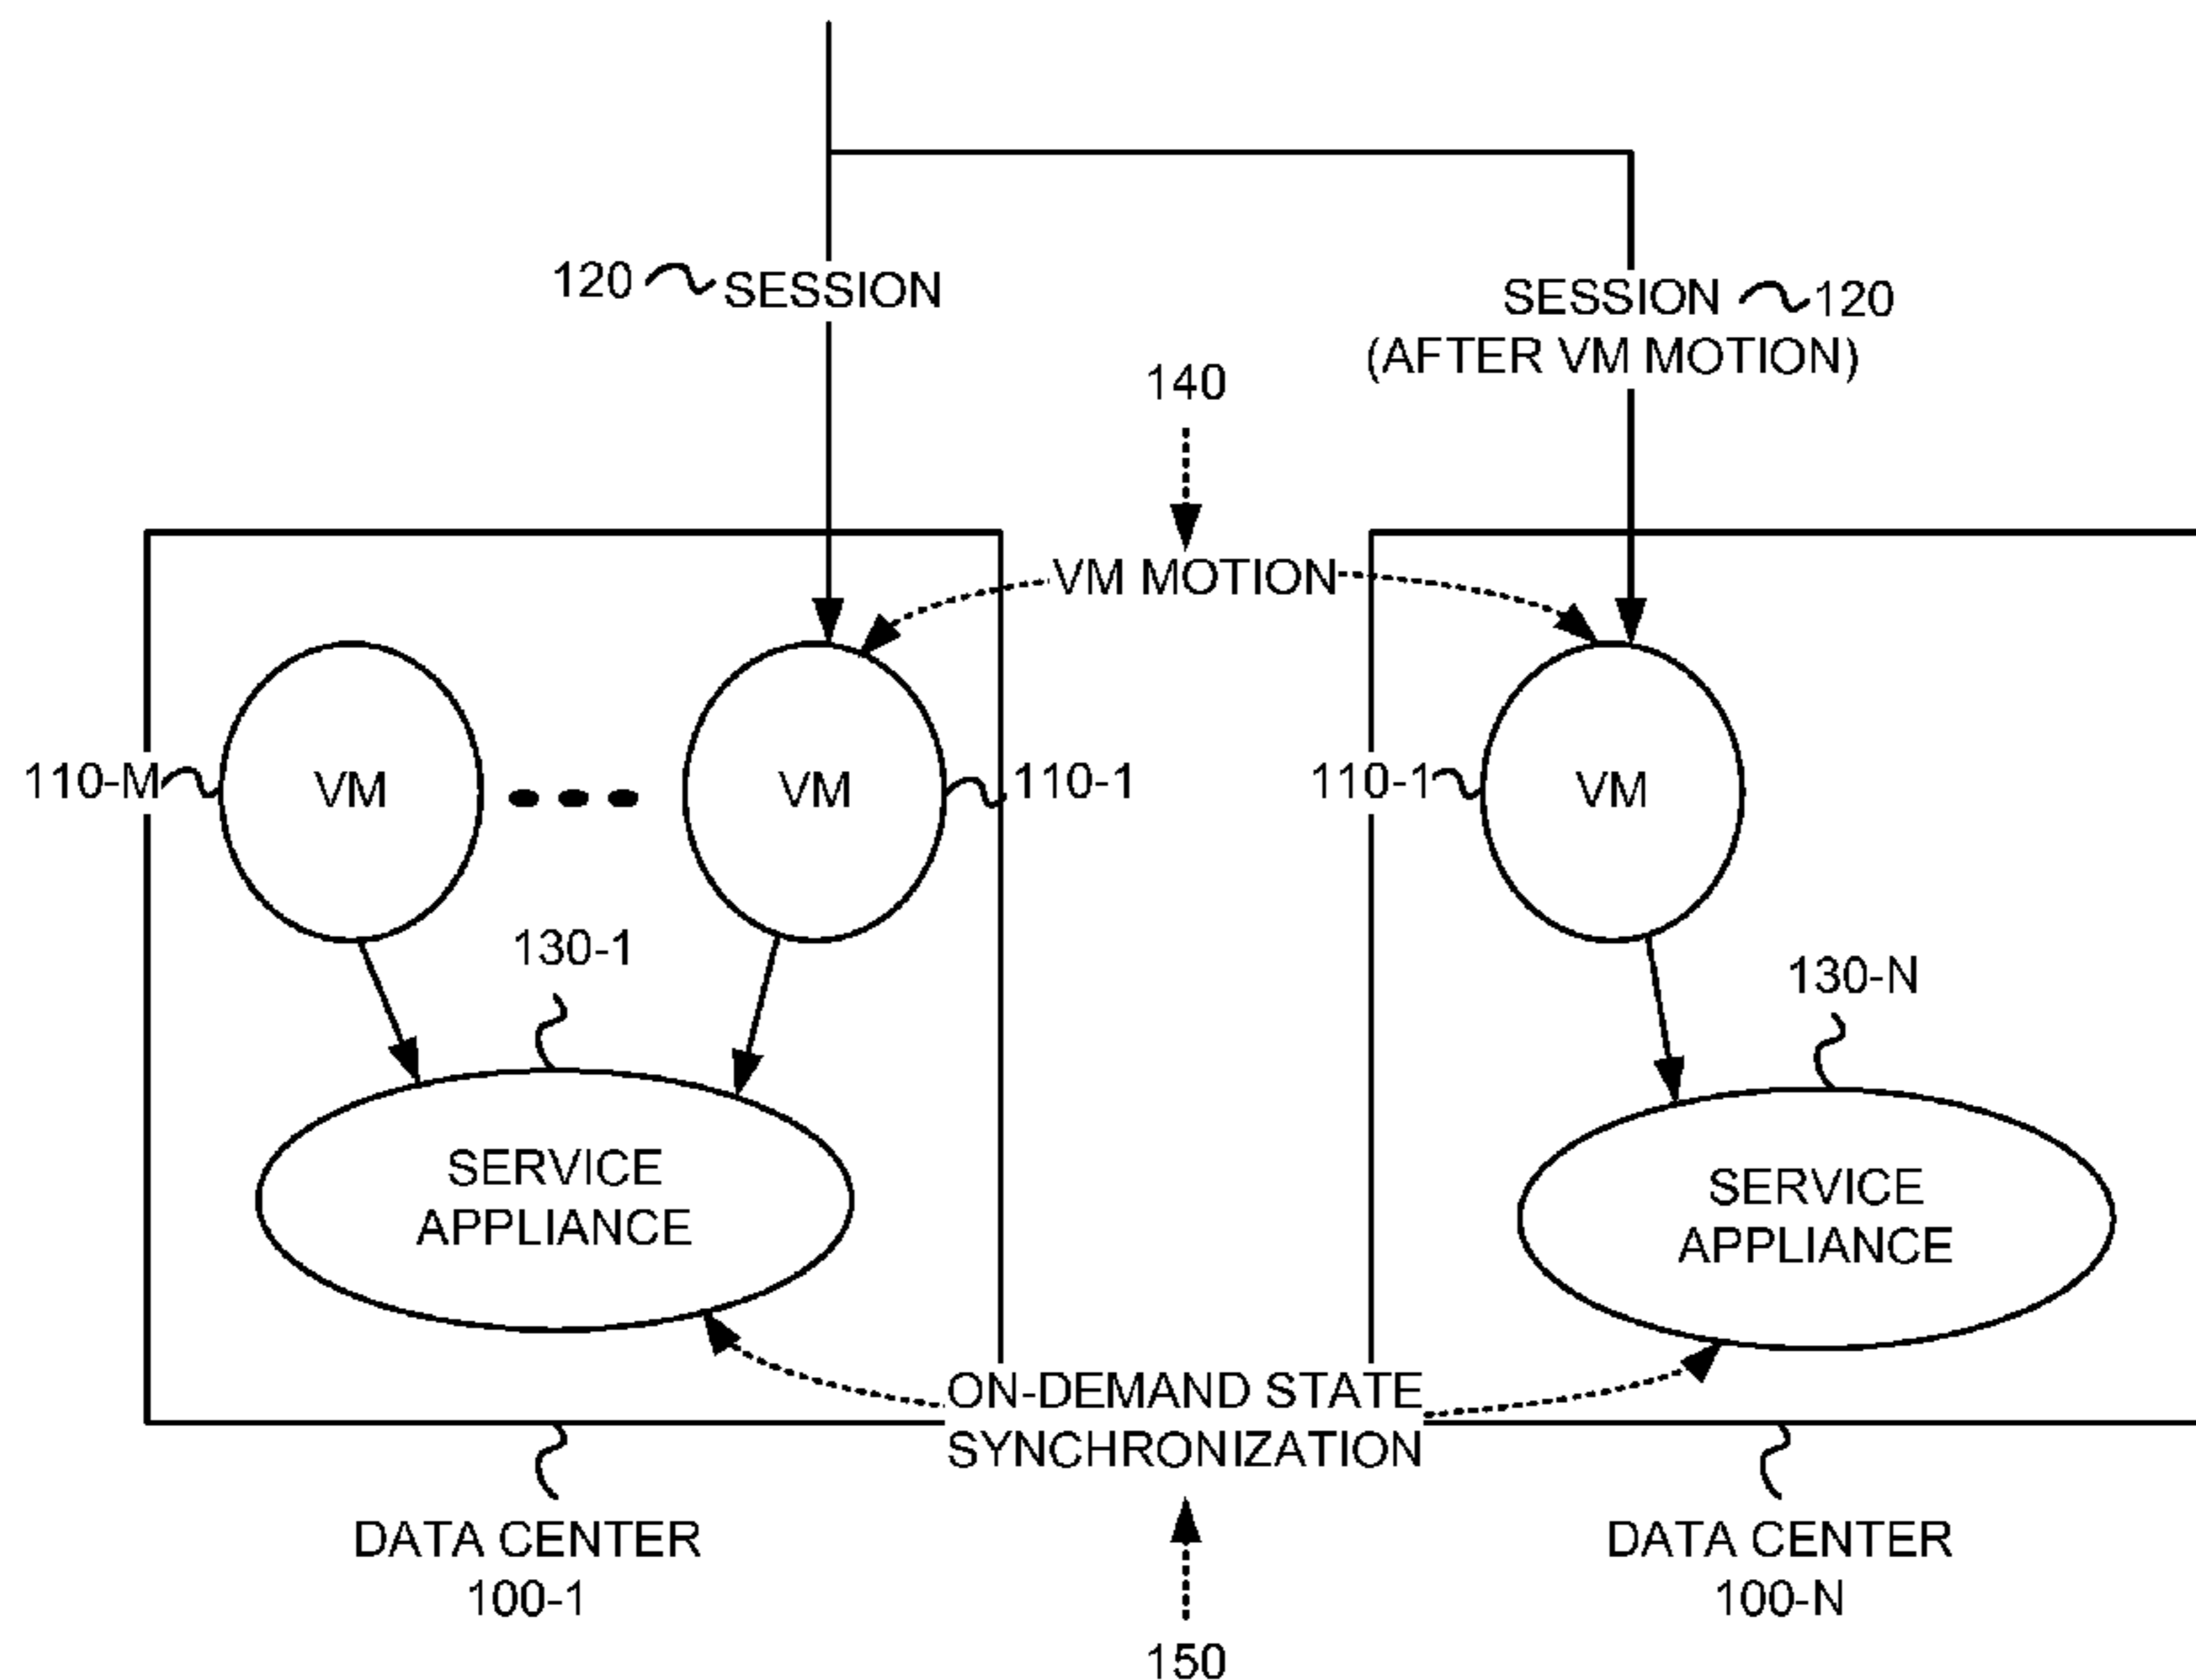 120 SESSION
SESSION 120
(AFTER VM MOTION)
140
VM MOTION
110-M
VM
VM
110-1
110-1
VM
130-1
130-N
SERVICE
APPLIANCE
SERVICE
APPLIANCE
ON-DEMAND STATE
SYNCHRONIZATION
DATA CENTER
100-1
DATA CENTER
100-N
150